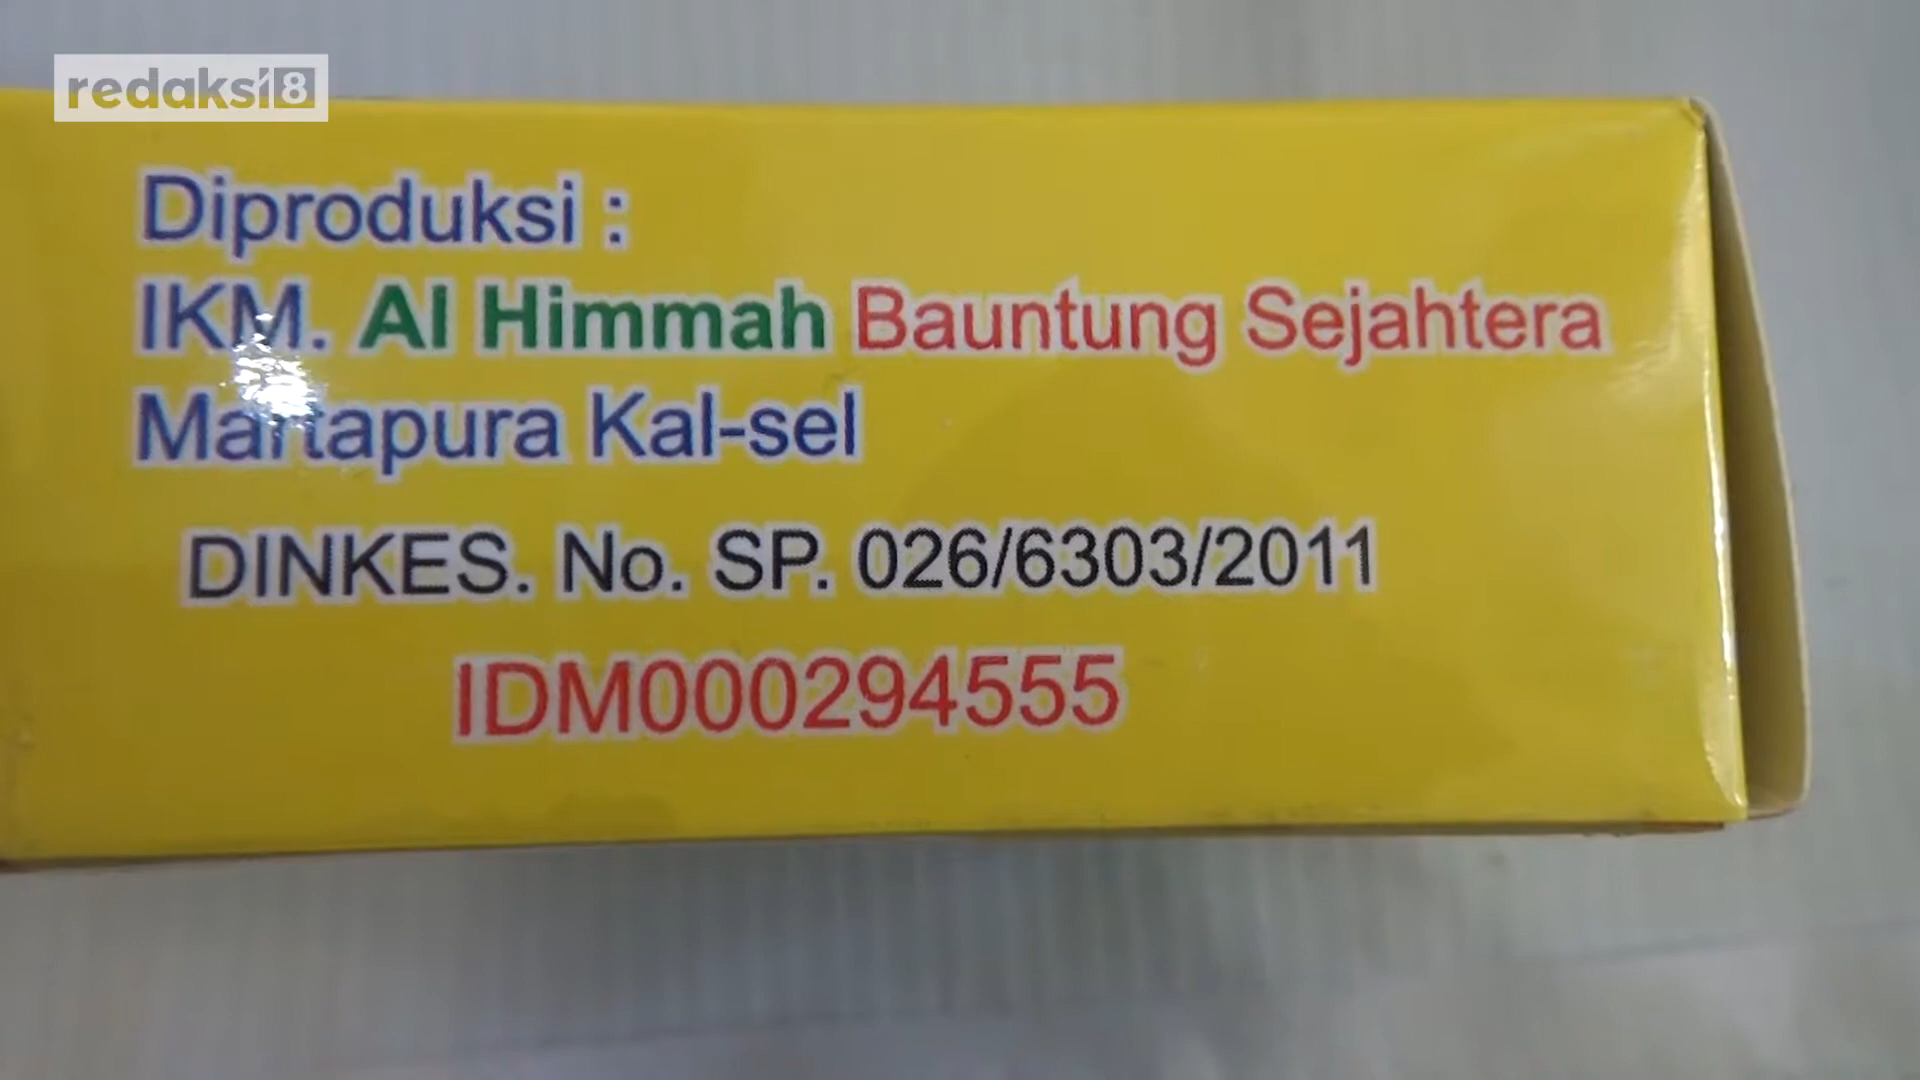 redaksi8
Diproduksi :
IKM. Al Himmah Bauntung Sejahtera
Martapura Kal-sel
DINKES. No. SP. 026/6303/2011
IDM000294555